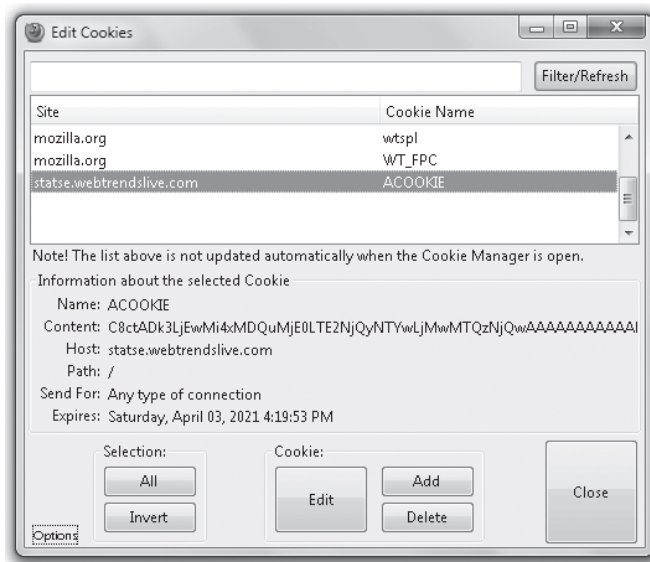 Edit Cookies
Filter/Refresh
Site Cookie Name
mozilla.org wtspl
mozilla.org WT_FPC
statse.webtrendslive.com ACOOKIE
Note! The list above is not updated automatically when the Cookie Manager is open.
Information about the selected Cookie
Name: ACOOKIE
Content: C8ctADk3LjEwMi4xMDQuMjE0LTE2NjQyNTYwLjMwMTQzNjQwAAAAAAAAAAAI
Host: statse.webtrendslive.com
Path: /
Send For: Any type of connection
Expires: Saturday, April 03, 2021 4:19:53 PM
Selection: Cookie:
All Edit Add Close
Invert Delete
Options